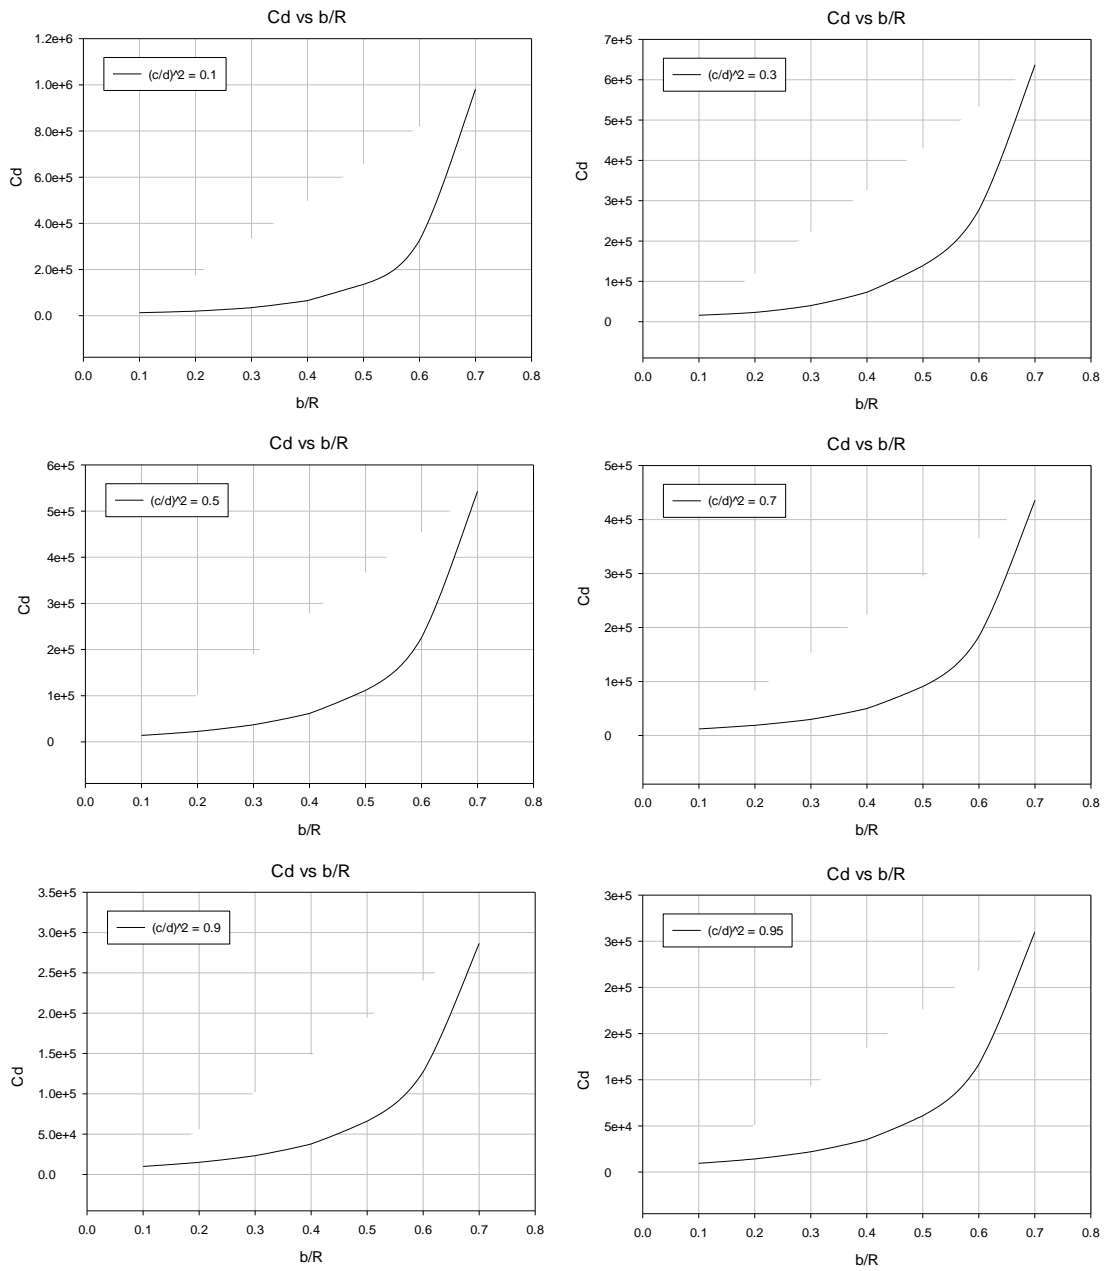 Cd vs b/R
1.2e+6
1.0e+6
8.0e+5
6.0e+5
4.0e+5
2.0e+5
0.0
Cd
(c/d)^2 = 0.1
0.0 0.1 0.2 0.3 0.4 0.5 0.6 0.7 0.8
b/R
Cd vs b/R
7e+5
6e+5
5e+5
4e+5
3e+5
2e+5
1e+5
0
Cd
(c/d)^2 = 0.3
0.0 0.1 0.2 0.3 0.4 0.5 0.6 0.7 0.8
b/R
Cd vs b/R
6e+5
5e+5
4e+5
3e+5
2e+5
1e+5
0
Cd
(c/d)^2 = 0.5
0.0 0.1 0.2 0.3 0.4 0.5 0.6 0.7 0.8
b/R
Cd vs b/R
5e+5
4e+5
3e+5
2e+5
1e+5
0
Cd
(c/d)^2 = 0.7
0.0 0.1 0.2 0.3 0.4 0.5 0.6 0.7 0.8
b/R
Cd vs b/R
3.5e+5
3.0e+5
2.5e+5
2.0e+5
1.5e+5
1.0e+5
5.0e+4
0.0
Cd
(c/d)^2 = 0.9
0.0 0.1 0.2 0.3 0.4 0.5 0.6 0.7 0.8
b/R
Cd vs b/R
3e+5
3e+5
2e+5
2e+5
1e+5
5e+4
0
Cd
(c/d)^2 = 0.95
0.0 0.1 0.2 0.3 0.4 0.5 0.6 0.7 0.8
b/R